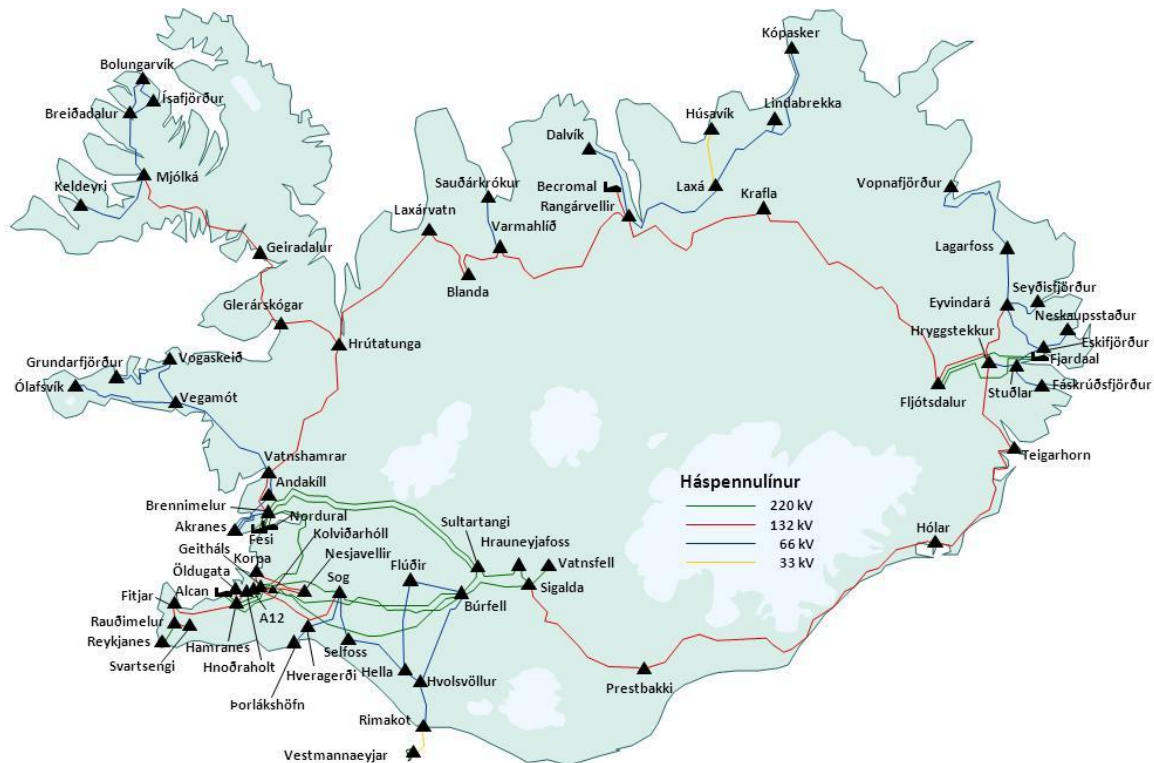 Kópasker
Bolungarvík
Ísafjörður
Breiðadalur
Húsavík
Lindabrekka
Dalvík
Mjólká
Keldeyri
Sauðárkrókur
Becromal
Laxá
Krafla
Vopnafjörður
Rangárvellir
Laxárvatn
Varmahlíð
Geiradalur
Lagarfoss
Blanda
Seyðisfjörður
Glerárskógar
Eyvindará
Neskaupsstaður
Hryggstekkur
Hrútatunga
Eskifjörður
Vogaskeið
Grundarfjörður
Fjardaal
Ólafsvík
Fáskrúðsfjörður
Stuðlar
Fljótsdalur
Vegamót
Teigarhorn
Vatnshamrar
Háspennulínur
Andakíll
220 kV
Brennimelur
132 kV
Nordural
Akranes
Fesi
Kolviðarhóll
Sultartangi
66 kV
Hólar
Geitháls
Korpa
Nesjavellir
Hrauneyjafoss
33 kV
Öldugata
Sog
Flúðir
Vatnsfell
Alcan
Sigalda
Fitjar
Búrfell
A12
Rauðimelur
Reykjanes
Hamranes
Svartsengi
Hnoðraholt
Selfoss
Hveragerði
Hella
Hvolsvöllur
Prestbakki
Þorlákshöfn
Rimakot
Vestmannaeyjar